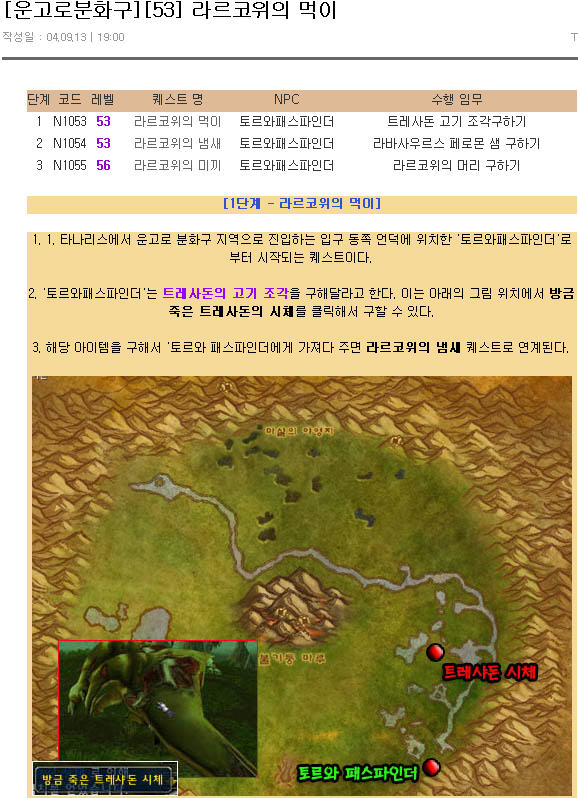 [운고로분화구][53] 라르코위의 먹이
작성일 : 04.09.13 | 19:00
T
단계 코드 레벨 퀘스트 명 NPC 수행 임무
1 N1053 53 라르코위의 먹이 토르와패스파인더 트레사돈 고기 조각구하기
2 N1054 53 라르코위의 냄새 토르와패스파인더 라바사우르스 페로몬 샘 구하기
3 N1055 56 라르코위의 미끼 토르와패스파인더 라르코위의 머리 구하기
[1단계 - 라르코위의 먹이]
1. 1. 타나리스에서 운고로 분화구 지역으로 진입하는 입구 동쪽 언덕에 위치한 '토르와패스파인더'로
부터 시작되는 퀘스트이다.
2. '토르와패스파인더'는 트레사돈의 고기 조각을 구해달라고 한다. 이는 아래의 그림 위치에서 방금
죽은 트레사돈의 시체를 클릭해서 구할 수 있다.
3. 해당 아이템을 구해서 '토르와 패스파인더에게 가져다 주면 라르코위의 냄새 퀘스트로 연계된다.
마샬의 야영지
불기둥 마루
트레샤돈 시체
토르와 패스파인더
방금 죽은 트레사돈 시체